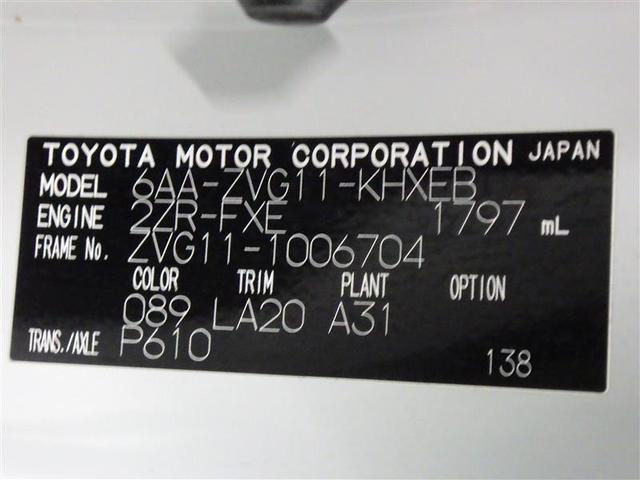 TOYOTA MOTOR CORPORATION JAPAN
MODEL 6AA-ZVG11-KHXEB
ENGINE 2ZR-FXE 1797 mL
FRAME No. ZVG11-1006704
COLOR TRIM PLANT OPTION
089 LA20 A31
TRANS./AXLE P610
138